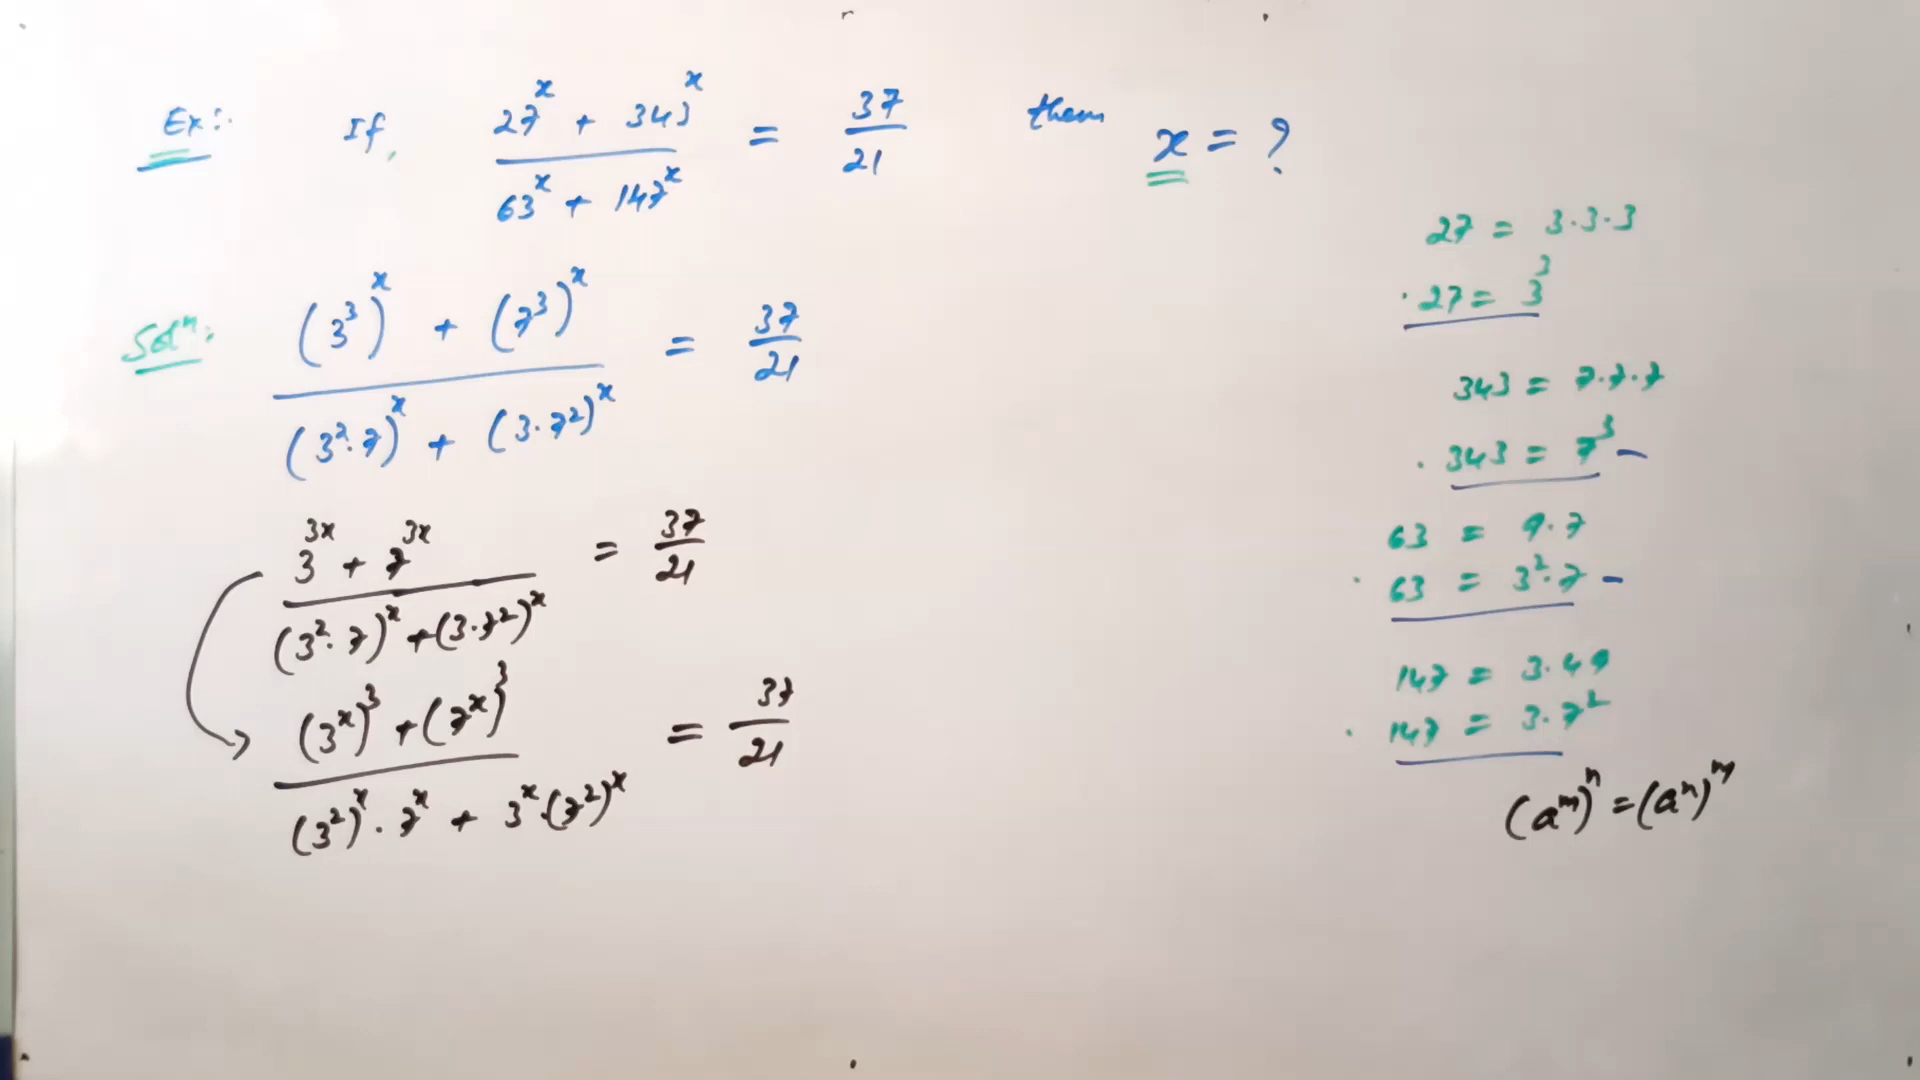 Ex:. If, (27^x + 343^x)/(63^x + 147^x) = 37/21 then x = ?
Solⁿ: ((3^3)^x + (7^3)^x)/((3^2·7)^x + (3·7^2)^x) = 37/21
(3^{3x} + 7^{3x})/((3^2·7)^x + (3·7^2)^x) = 37/21
((3^x)^3 + (7^x)^3)/((3^2)^x · 7^x + 3^x·(7^2)^x) = 37/21
27 = 3·3·3
·27 = 3^3
343 = 7·7·7
·343 = 7^3 –
63 = 9·7
·63 = 3^2·7 –
147 = 3·49
·147 = 3·7^2
(a^m)^n = (a^n)^m